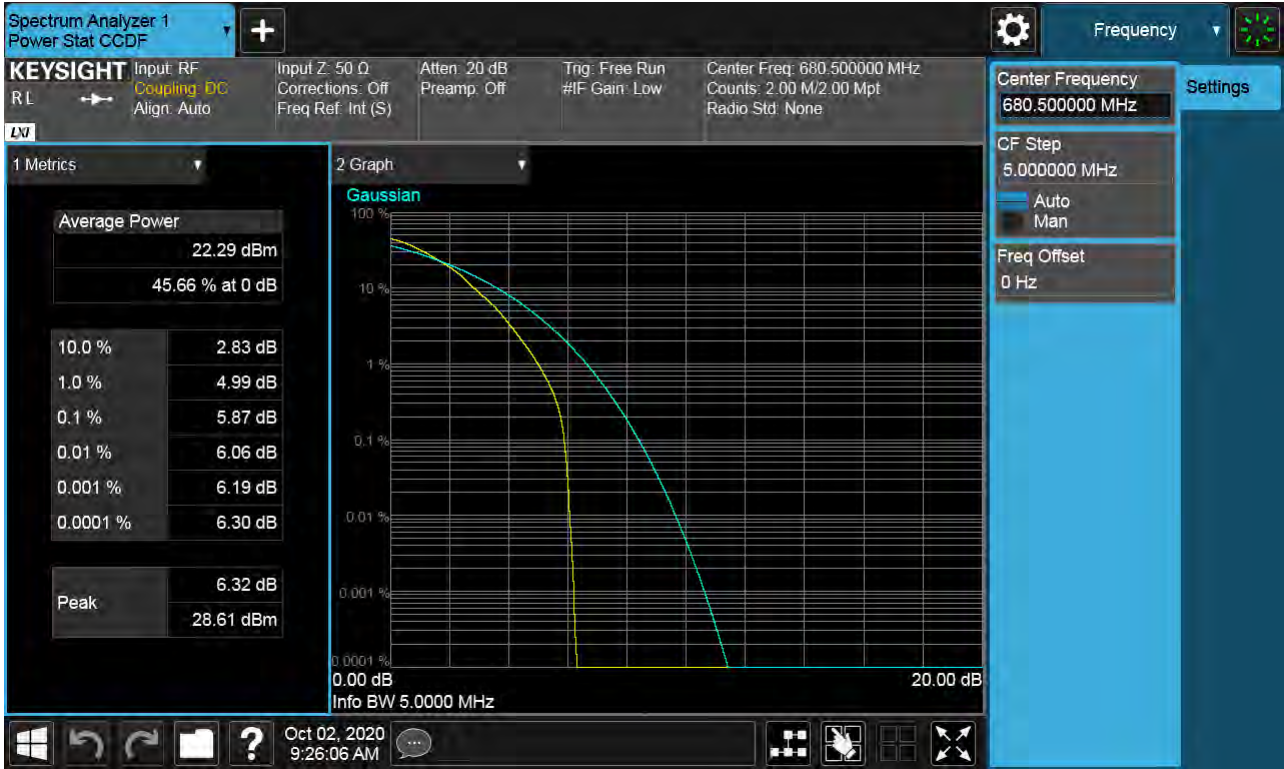 Spectrum Analyzer 1
Power Stat CCDF
Frequency
KEYSIGHT
RL
LXI
Input: RF
Coupling: DC
Align: Auto
Input Z: 50 Ω
Corrections: Off
Freq Ref: Int (S)
Atten: 20 dB
Preamp: Off
Trig: Free Run
#IF Gain: Low
Center Freq: 680.500000 MHz
Counts: 2.00 M/2.00 Mpt
Radio Std: None
Center Frequency
680.500000 MHz
Settings
CF Step
5.000000 MHz
Auto
Man
Freq Offset
0 Hz
1 Metrics
Average Power
22.29 dBm
45.66 % at 0 dB
10.0 % 2.83 dB
1.0 % 4.99 dB
0.1 % 5.87 dB
0.01 % 6.06 dB
0.001 % 6.19 dB
0.0001 % 6.30 dB
Peak
6.32 dB
28.61 dBm
2 Graph
Gaussian
100 %
10 %
1 %
0.1 %
0.01 %
0.001 %
0.0001 %
0.00 dB 20.00 dB
Info BW 5.0000 MHz
?
Oct 02, 2020
9:26:06 AM